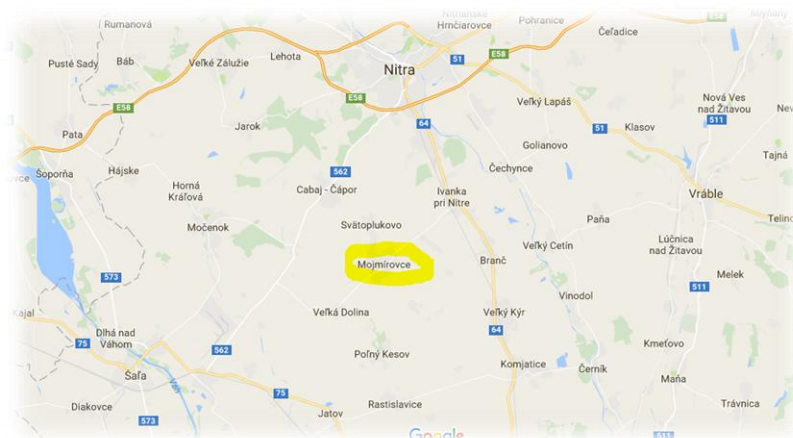 Rumanová
Nitrianske
Hrnčiarovce
Pohranice
Čeľadice
E58
Pusté Sady
Báb
Veľké Zálužie
Lehota
51
E58
Nitra
E58
E58
Veľký Lapáš
Nová Ves
nad Žitavou
511
Pata
Jarok
64
51
Klasov
Golianovo
Tajná
562
Šoporňa
Hájske
Horná
Kráľová
Cabaj - Čápor
Ivanka
pri Nitre
Čechynce
Vráble
Močenok
Svätoplukovo
Paňa
Veľký Cetín
Lúčnica
nad Žitavou
Mojmírovce
Branč
573
Melek
511
Vinodol
Veľká Dolina
Veľký Kýr
Dlhá nad
Váhom
75
562
64
Kmeťovo
Poľný Kesov
Komjatice
Černík
Šaľa
Maňa
75
Diakovce
573
Jatov
Rastislavice
Trávnica
Google
511